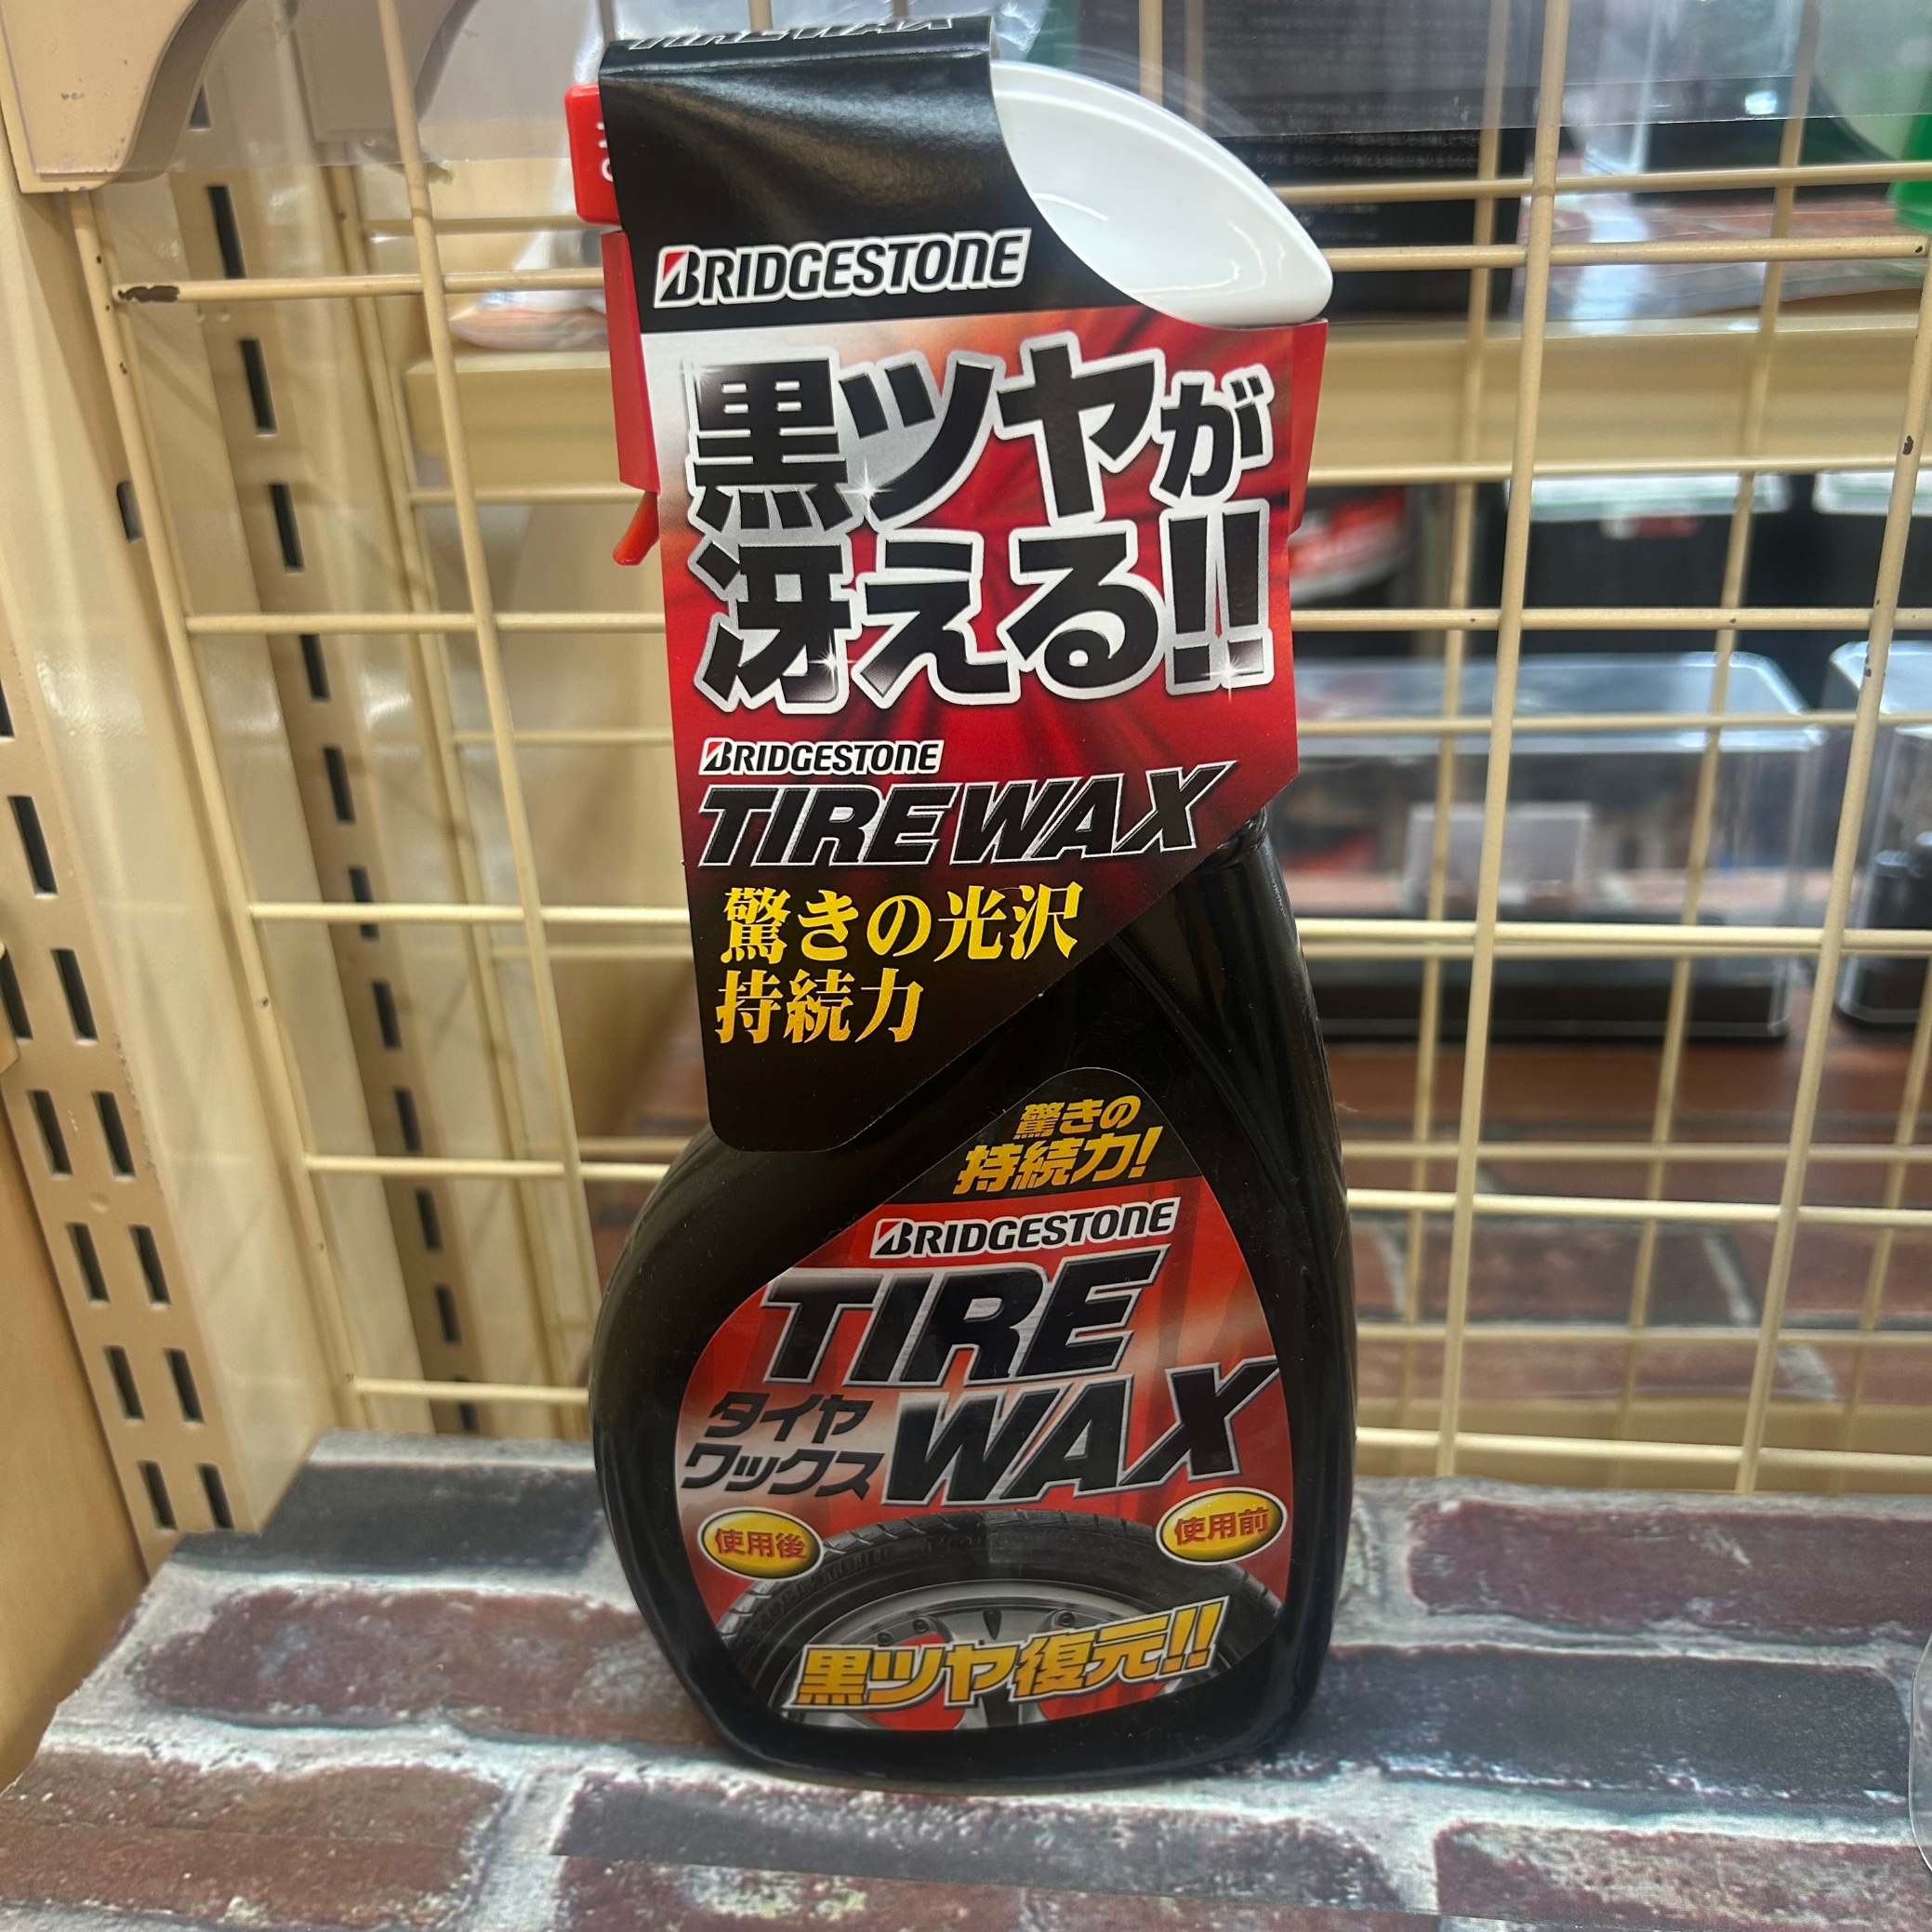 TIRE WAX
BRIDGESTONE
黒ツヤが
冴える!!
BRIDGESTONE
TIRE WAX
驚きの光沢
持続力
驚きの
持続力!
BRIDGESTONE
TIRE
タイヤ
ワックス
WAX
使用後
使用前
黒ツヤ復元!!